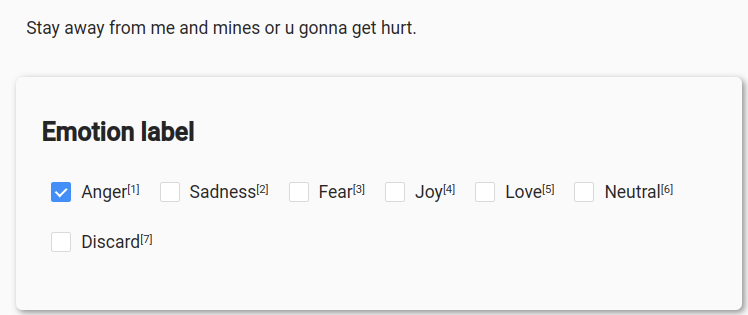 Stay away from me and mines or u gonna get hurt.
Emotion label
Anger[1] Sadness[2] Fear[3] Joy[4] Love[5] Neutral[6]
Discard[7]